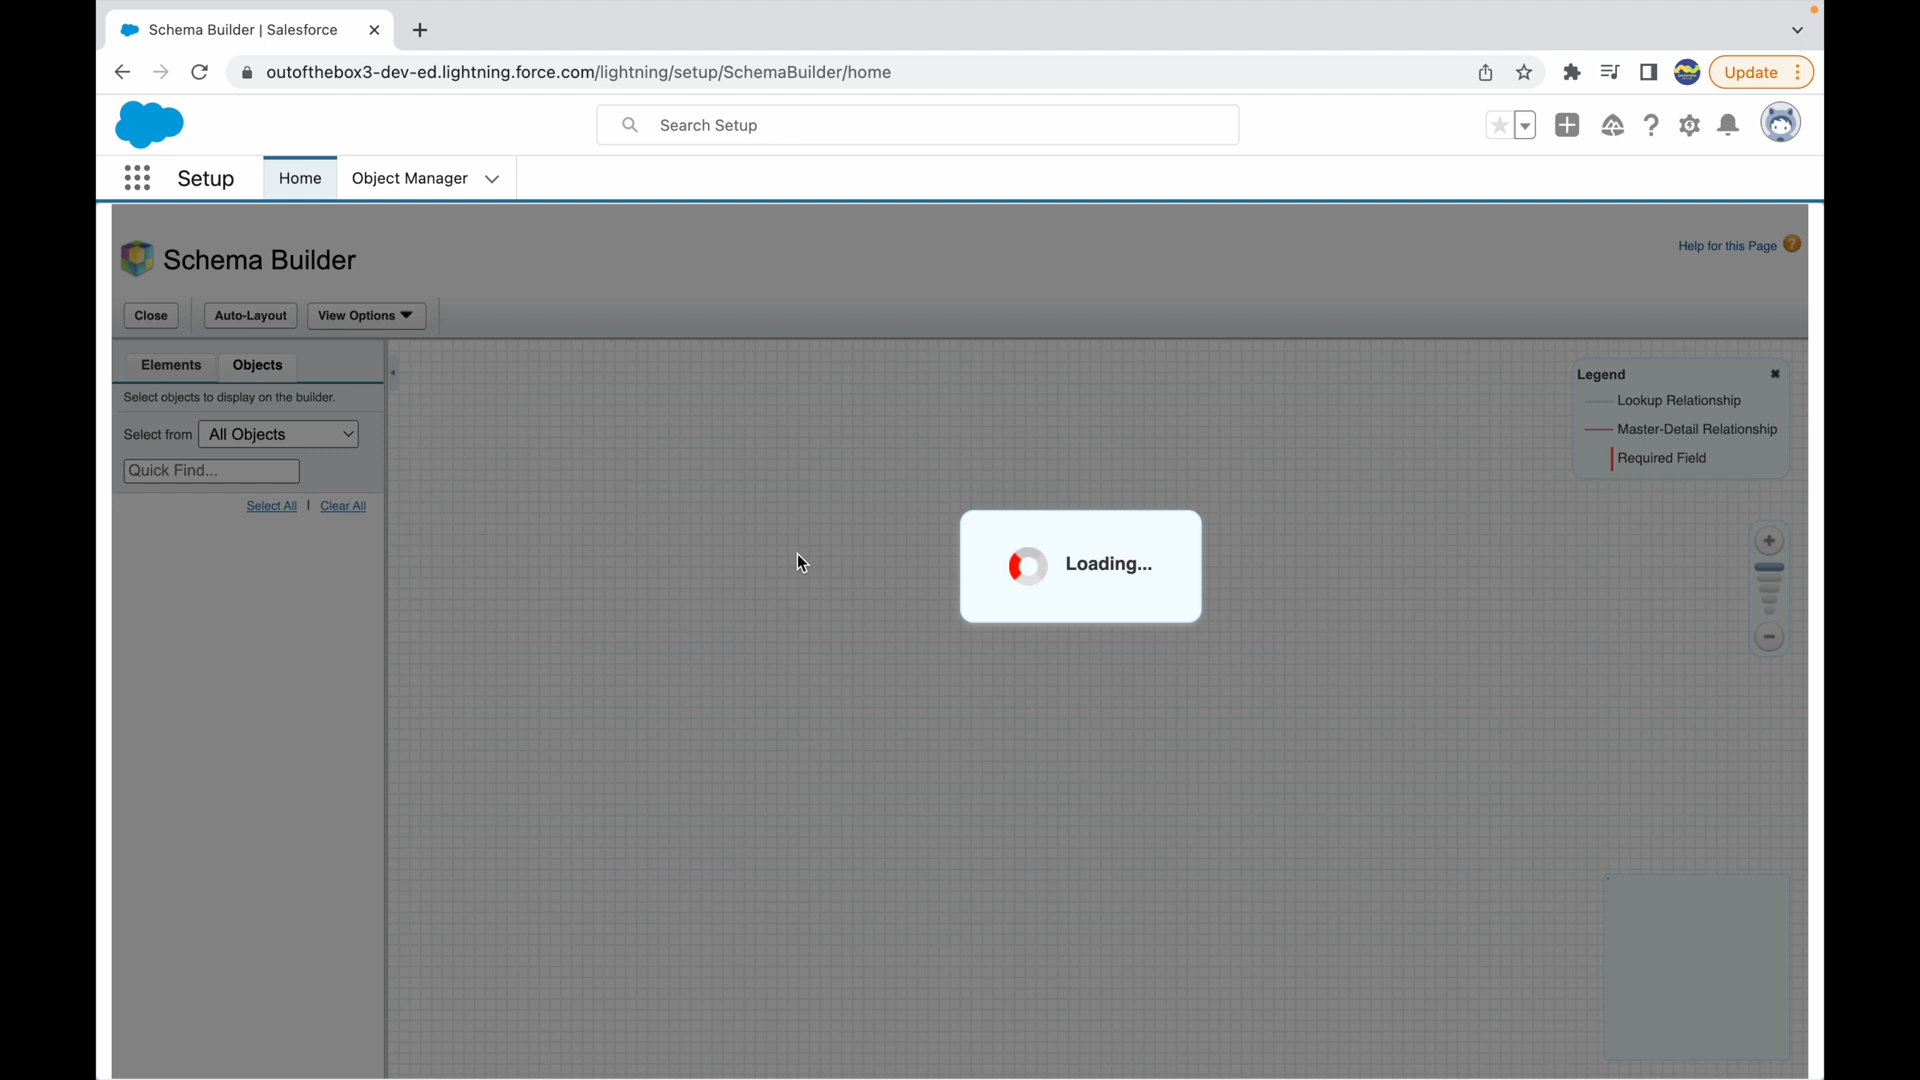 Schema Builder | Salesforce
outofthebox3-dev-ed.lightning.force.com/lightning/setup/SchemaBuilder/home
Update
Search Setup
Setup
Home
Object Manager
Schema Builder
Help for this Page
Close
Auto-Layout
View Options
Elements
Objects
Select objects to display on the builder.
Select from
All Objects
Quick Find...
Select All | Clear All
Legend
Lookup Relationship
Master-Detail Relationship
Required Field
Loading...